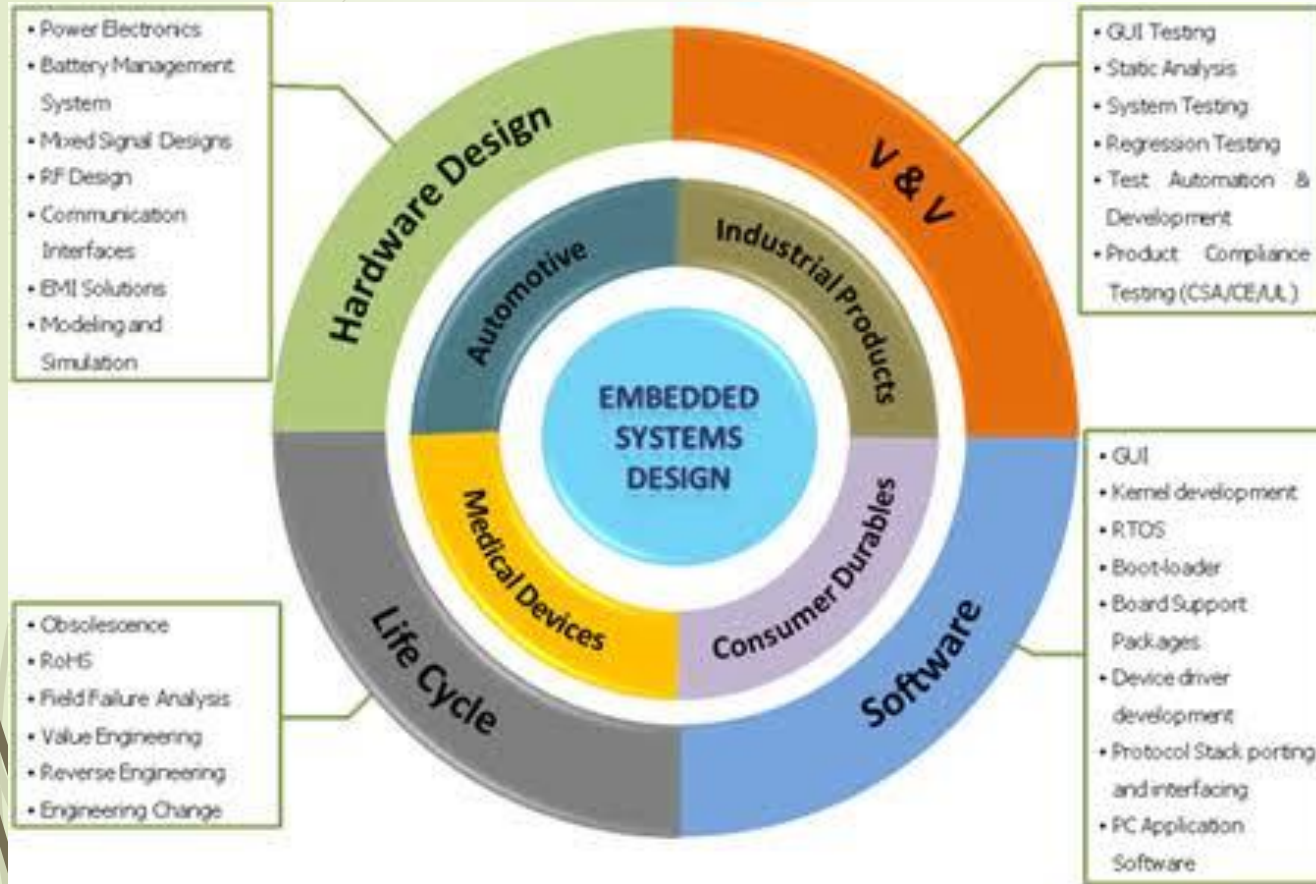 • Power Electronics
• Battery Management
System
• Mixed Signal Designs
• RF Design
• Communication
Interfaces
• EMI Solutions
• Modeling and
Simulation
• GUI Testing
• Static Analysis
• System Testing
• Regression Testing
• Test Automation &
Development
• Product Compliance
Testing (CSA/CE/UL)
Hardware Design
V & V
Automotive
Industrial Products
EMBEDDED
SYSTEMS
DESIGN
Medical Devices
Consumer Durables
Life Cycle
Software
• Obsolescence
• RoHS
• Field Failure Analysis
• Value Engineering
• Reverse Engineering
• Engineering Change
• GUI
• Kernel development
• RTOS
• Boot-loader
• Board Support
Packages
• Device driver
development
• Protocol Stack porting
and interfacing
• PC Application
Software